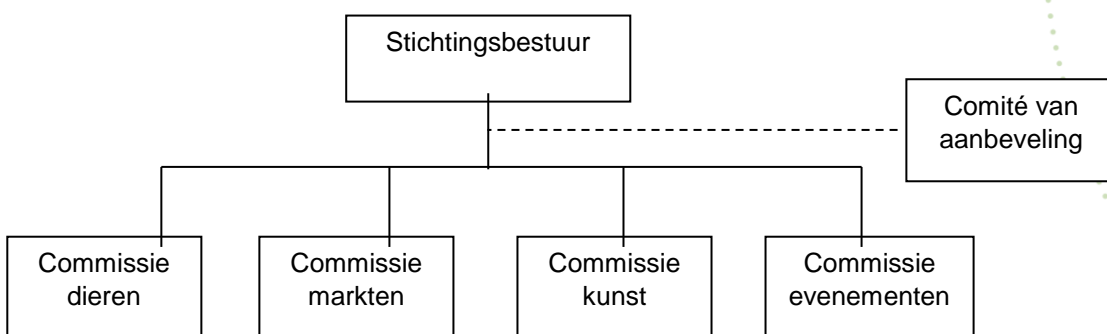 Stichtingsbestuur
Comité van
aanbeveling
Commissie
dieren
Commissie
markten
Commissie
kunst
Commissie
evenementen